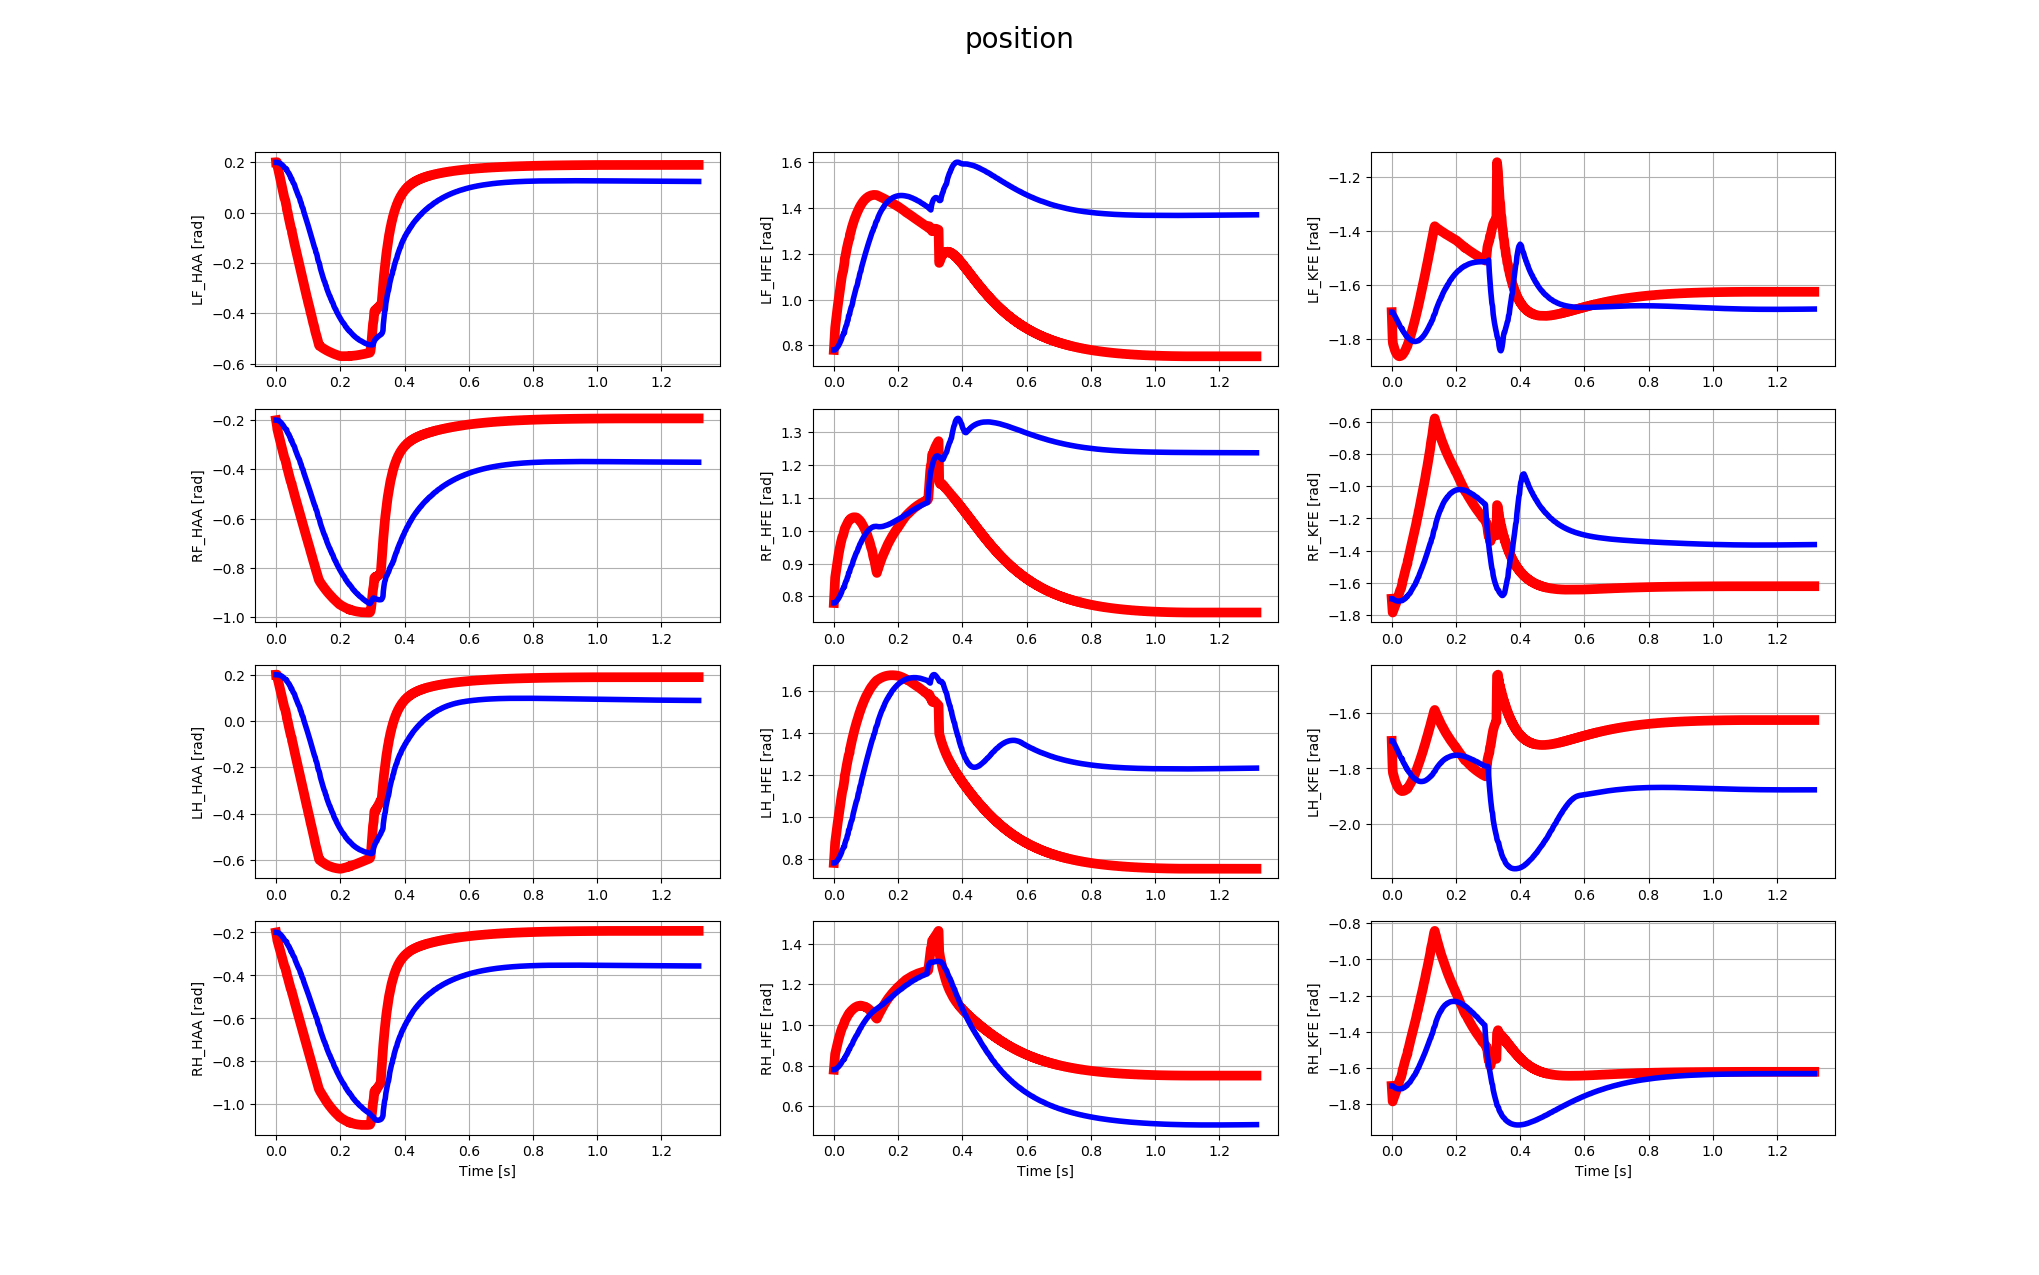 position
LF_HAA [rad]
0.2
0.0
−0.2
−0.4
−0.6
0.0 0.2 0.4 0.6 0.8 1.0 1.2
LF_HFE [rad]
1.6
1.4
1.2
1.0
0.8
0.0 0.2 0.4 0.6 0.8 1.0 1.2
LF_KFE [rad]
−1.2
−1.4
−1.6
−1.8
0.0 0.2 0.4 0.6 0.8 1.0 1.2
RF_HAA [rad]
−0.2
−0.4
−0.6
−0.8
−1.0
0.0 0.2 0.4 0.6 0.8 1.0 1.2
RF_HFE [rad]
1.3
1.2
1.1
1.0
0.9
0.8
0.0 0.2 0.4 0.6 0.8 1.0 1.2
RF_KFE [rad]
−0.6
−0.8
−1.0
−1.2
−1.4
−1.6
−1.8
0.0 0.2 0.4 0.6 0.8 1.0 1.2
LH_HAA [rad]
0.2
0.0
−0.2
−0.4
−0.6
0.0 0.2 0.4 0.6 0.8 1.0 1.2
LH_HFE [rad]
1.6
1.4
1.2
1.0
0.8
0.0 0.2 0.4 0.6 0.8 1.0 1.2
LH_KFE [rad]
−1.6
−1.8
−2.0
0.0 0.2 0.4 0.6 0.8 1.0 1.2
RH_HAA [rad]
−0.2
−0.4
−0.6
−0.8
−1.0
0.0 0.2 0.4 0.6 0.8 1.0 1.2
Time [s]
RH_HFE [rad]
1.4
1.2
1.0
0.8
0.6
0.0 0.2 0.4 0.6 0.8 1.0 1.2
Time [s]
RH_KFE [rad]
−0.8
−1.0
−1.2
−1.4
−1.6
−1.8
0.0 0.2 0.4 0.6 0.8 1.0 1.2
Time [s]